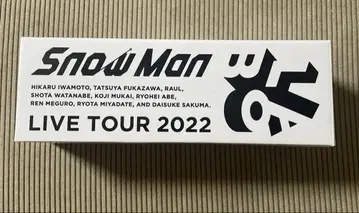 Snow Man
HIKARU IWAMOTO, TATSUYA FUKAZAWA, RAUL,
SHOTA WATANABE, KOJI MUKAI, RYOHEI ABE,
REN MEGURO, RYOTA MIYADATE, AND DAISUKE SAKUMA.
LIVE TOUR 2022